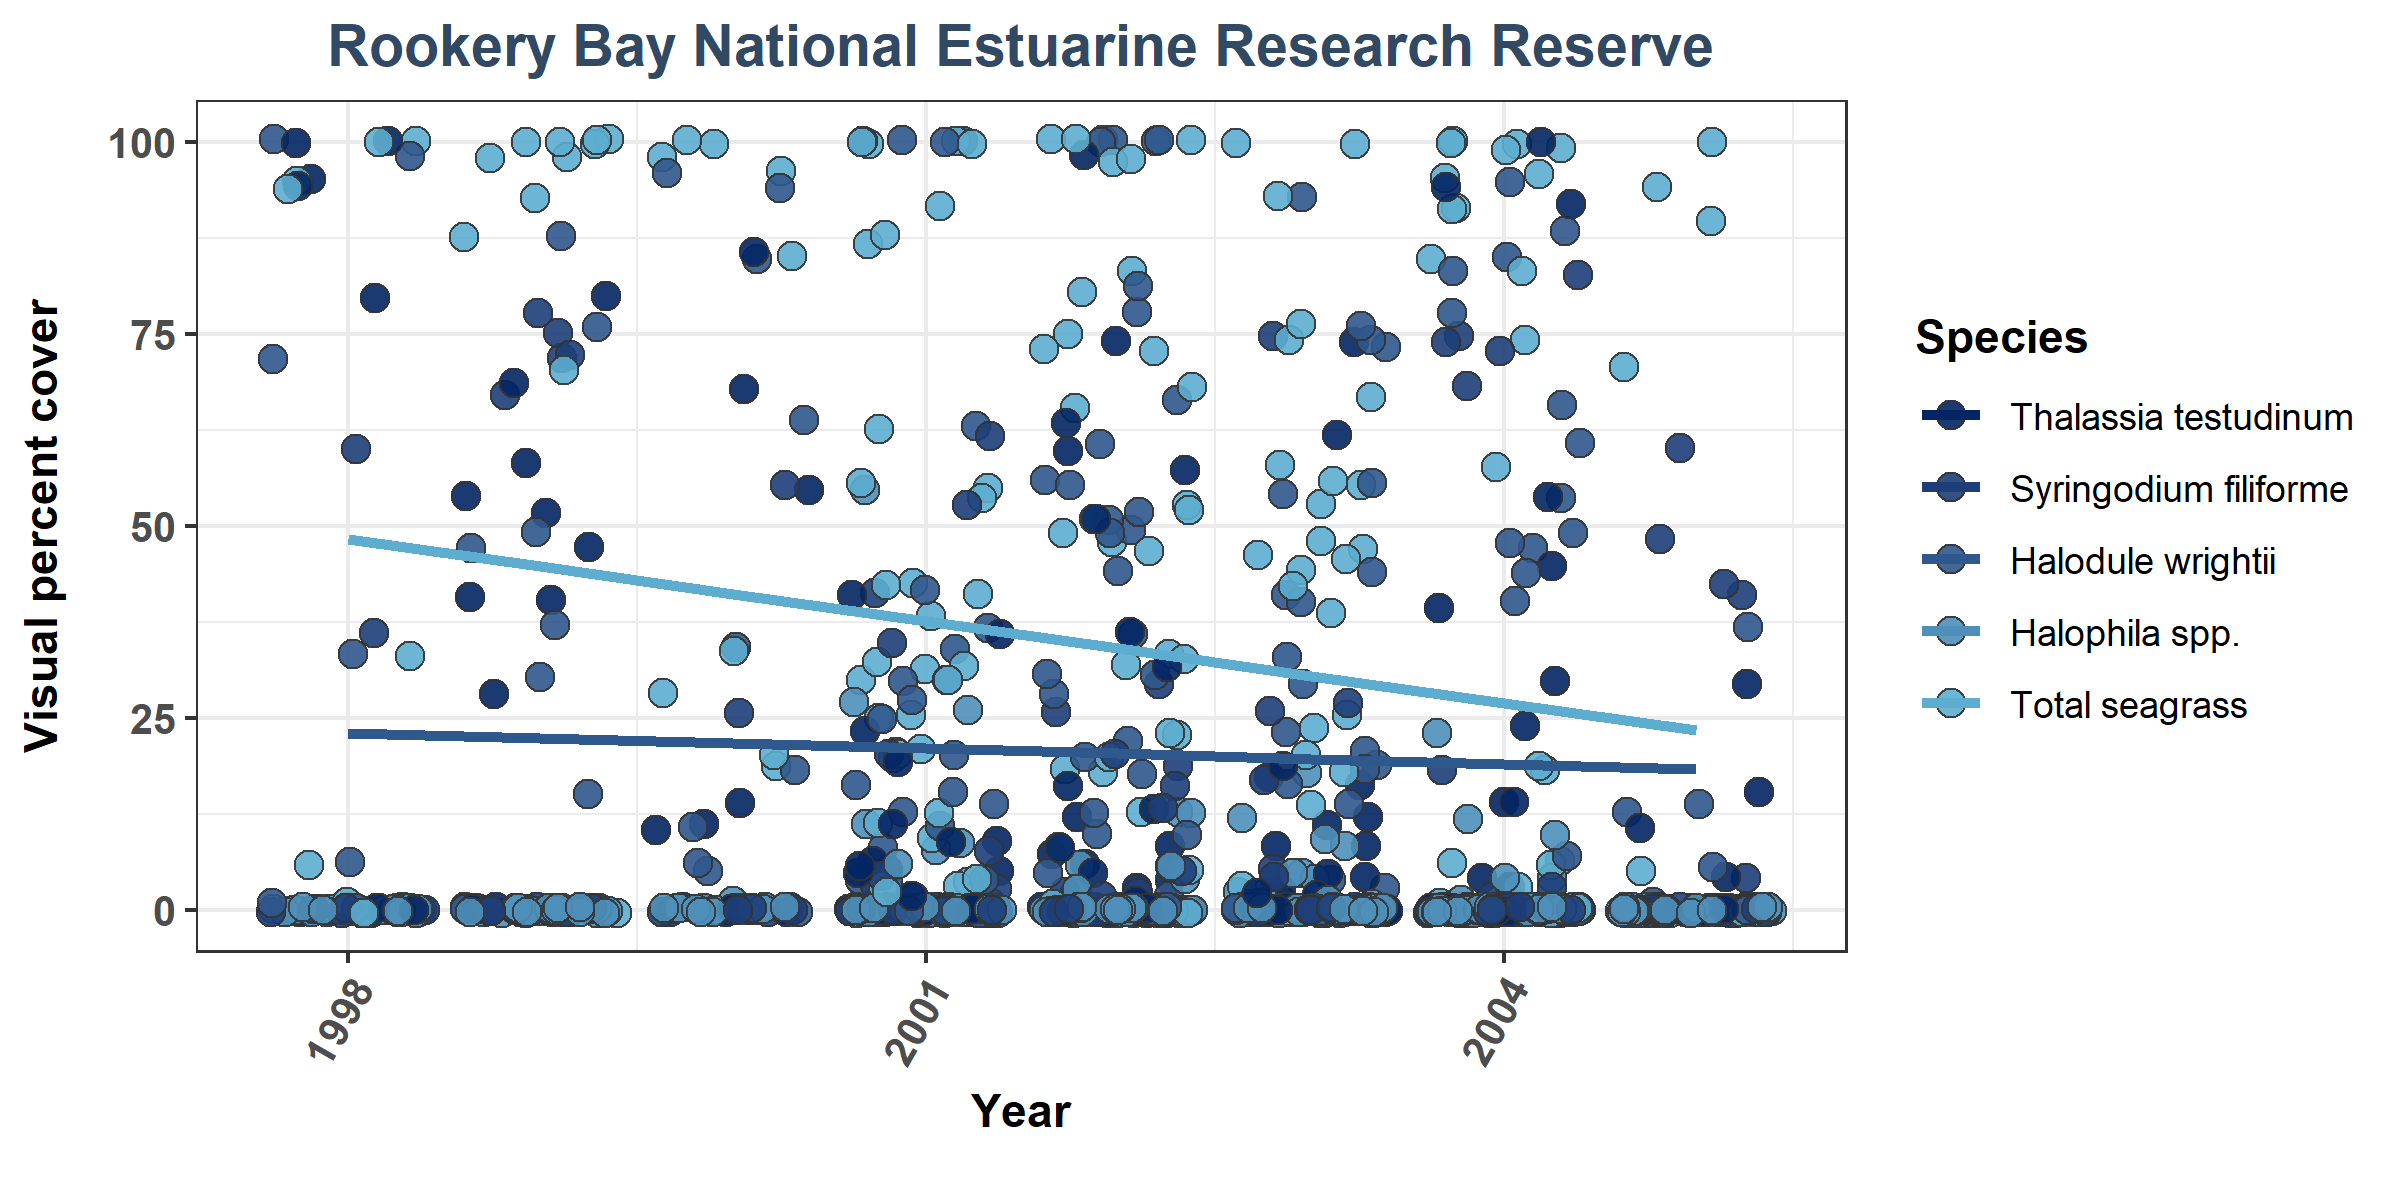 Rookery Bay National Estuarine Research Reserve
Visual percent cover
100
75
50
25
0
1998
2001
2004
Year
Species
Thalassia testudinum
Syringodium filiforme
Halodule wrightii
Halophila spp.
Total seagrass